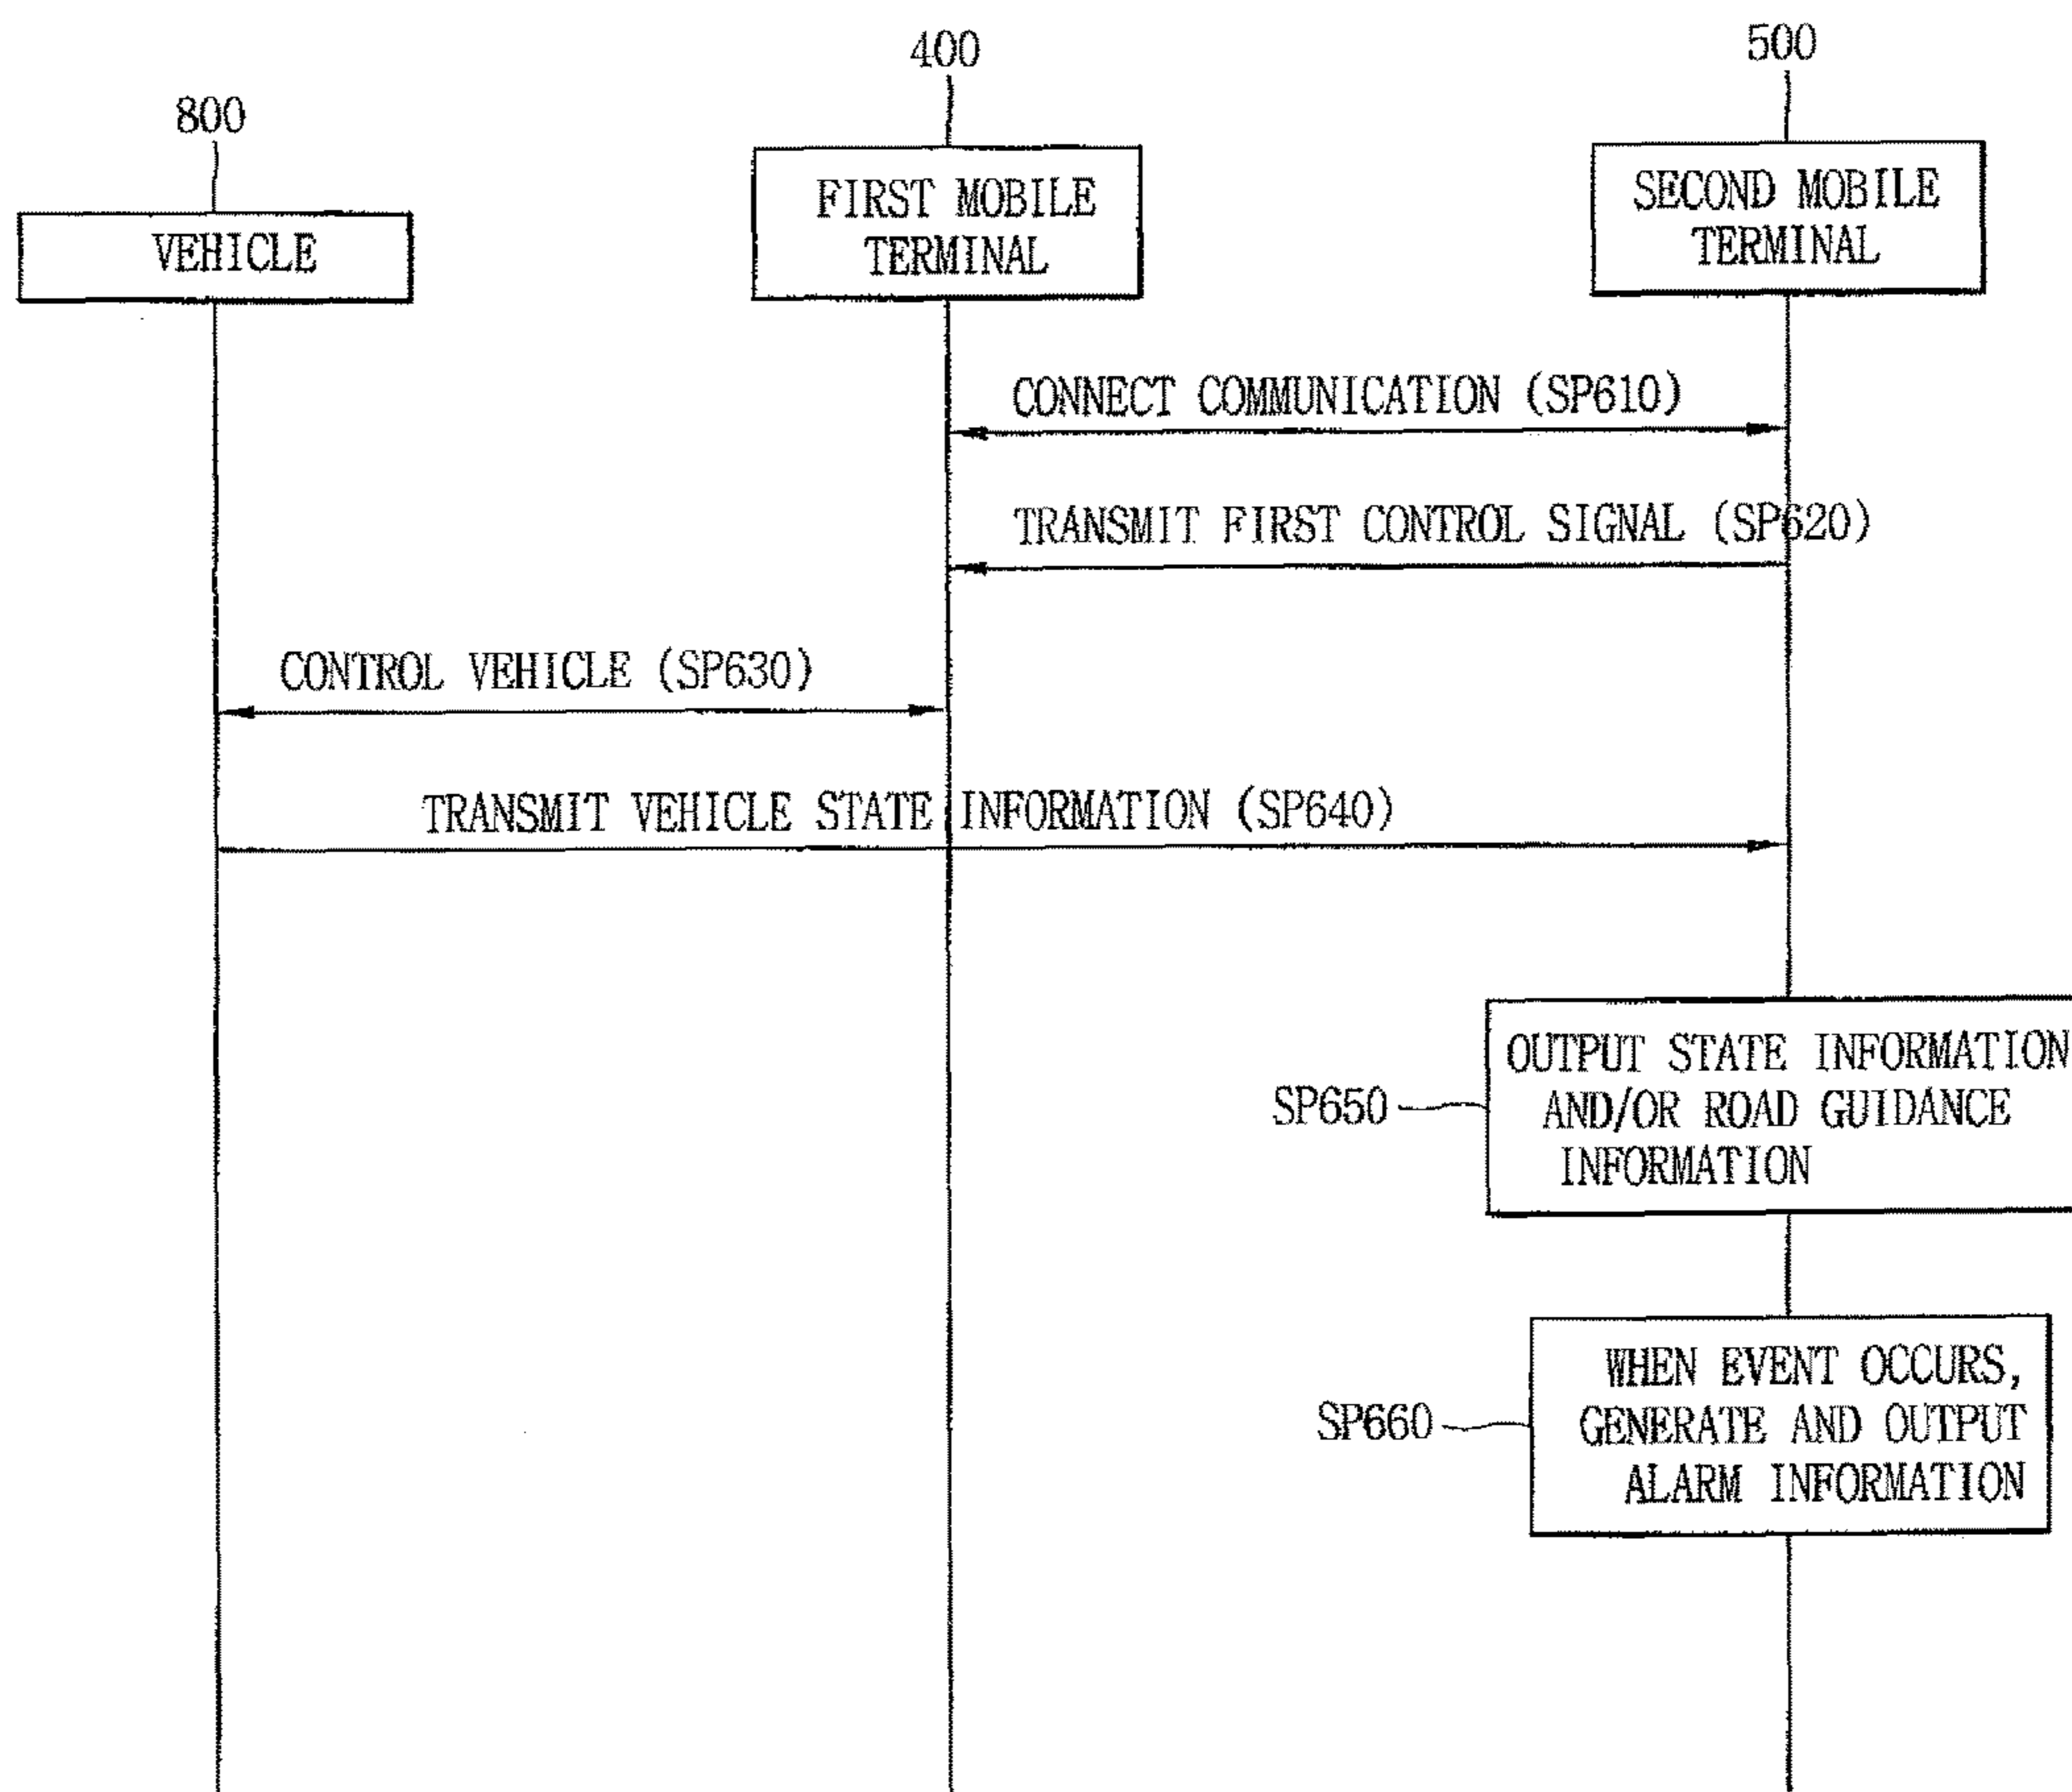 400
500
800
FIRST MOBILE
TERMINAL
SECOND MOBILE
TERMINAL
VEHICLE
CONNECT COMMUNICATION (SP610)
TRANSMIT FIRST CONTROL SIGNAL (SP620)
CONTROL VEHICLE (SP630)
TRANSMIT VEHICLE STATE INFORMATION (SP640)
OUTPUT STATE INFORMATION
AND/OR ROAD GUIDANCE
INFORMATION
SP650
WHEN EVENT OCCURS,
GENERATE AND OUTPUT
ALARM INFORMATION
SP660